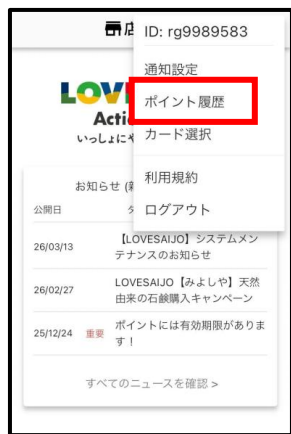 店
ID: rg9989583
通知設定
ポイント履歴
カード選択
利用規約
ログアウト
LOVE
Actio
いっしょにや
お知らせ (新
公開日
タ
26/03/13
【LOVESAIJO】システムメン
テナンスのお知らせ
26/02/27
LOVESAIJO【みよしや】天然
由来の石鹸購入キャンペーン
25/12/24 重要 ポイントには有効期限がありま
す！
すべてのニュースを確認 >